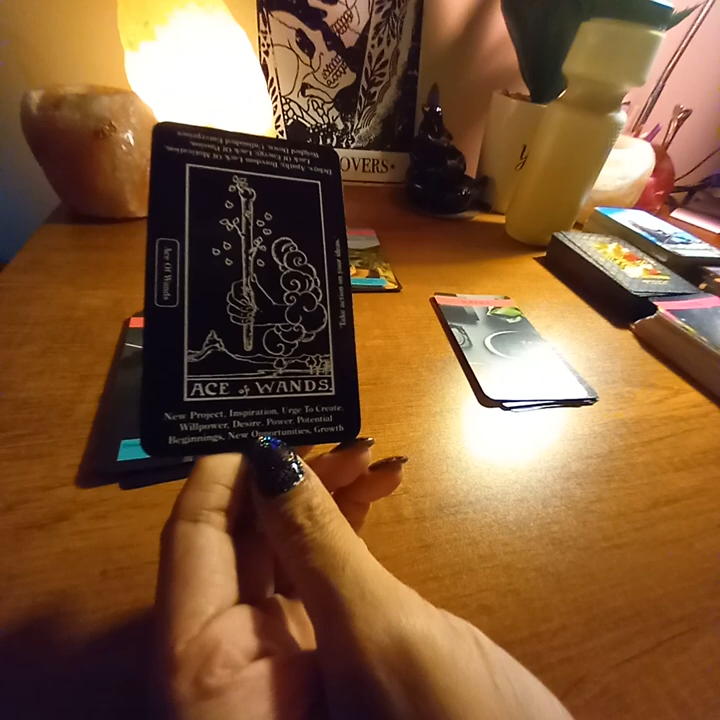 Delays, Apathy, Boredom, Lack Of Motivation,
Lack Of Energy, Lack Of Passion,
Weighed Down, Unfinished Enterprises
Ace Of Wands
Take action on your ideas.
ACE of WANDS.
New Project, Inspiration, Urge To Create,
Willpower, Desire, Power, Potential
Beginnings, New Opportunities, Growth
OVERS
y